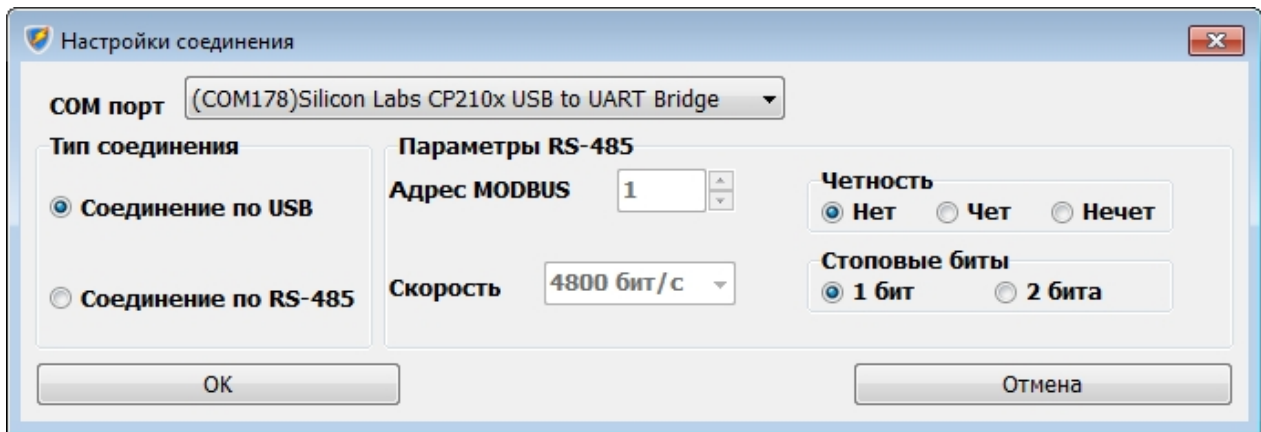 Настройки соединения
COM порт (COM178)Silicon Labs CP210x USB to UART Bridge
Тип соединения
Соединение по USB
Соединение по RS-485
Параметры RS-485
Адрес MODBUS 1
Скорость 4800 бит/с
Четность
Нет Чет Нечет
Стоповые биты
1 бит 2 бита
OK Отмена